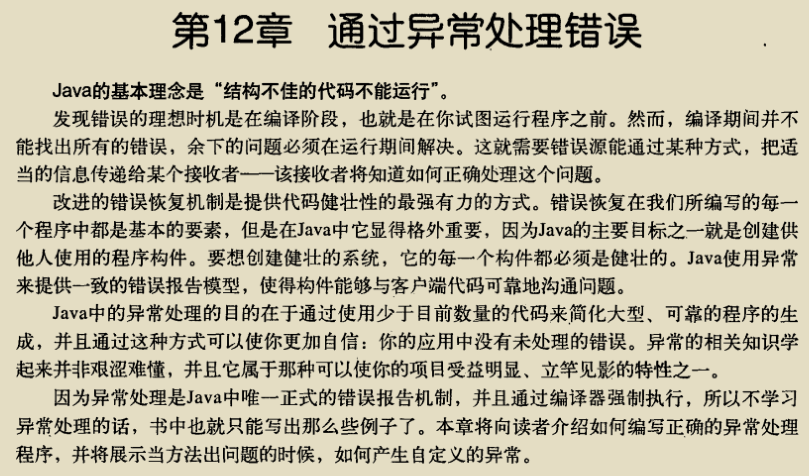 第12章 通过异常处理错误
Java的基本理念是“结构不佳的代码不能运行”。
发现错误的理想时机是在编译阶段，也就是在你试图运行程序之前。然而，编译期间并不
能找出所有的错误，余下的问题必须在运行期间解决。这就需要错误源能通过某种方式，把适
当的信息传递给某个接收者——该接收者将知道如何正确处理这个问题。
改进的错误恢复机制是提供代码健壮性的最强有力的方式。错误恢复在我们所编写的每一
个程序中都是基本的要素，但是在Java中它显得格外重要，因为Java的主要目标之一就是创建供
他人使用的程序构件。要想创建健壮的系统，它的每一个构件都必须是健壮的。Java使用异常
来提供一致的错误报告模型，使得构件能够与客户端代码可靠地沟通问题。
Java中的异常处理的目的在于通过使用少于目前数量的代码来简化大型、可靠的程序的生
成，并且通过这种方式可以使你更加自信：你的应用中没有未处理的错误。异常的相关知识学
起来并非艰涩难懂，并且它属于那种可以使你的项目受益明显、立竿见影的特性之一。
因为异常处理是Java中唯一正式的错误报告机制，并且通过编译器强制执行，所以不学习
异常处理的话，书中也就只能写出那么些例子了。本章将向读者介绍如何编写正确的异常处理
程序，并将展示当方法出问题的时候，如何产生自定义的异常。